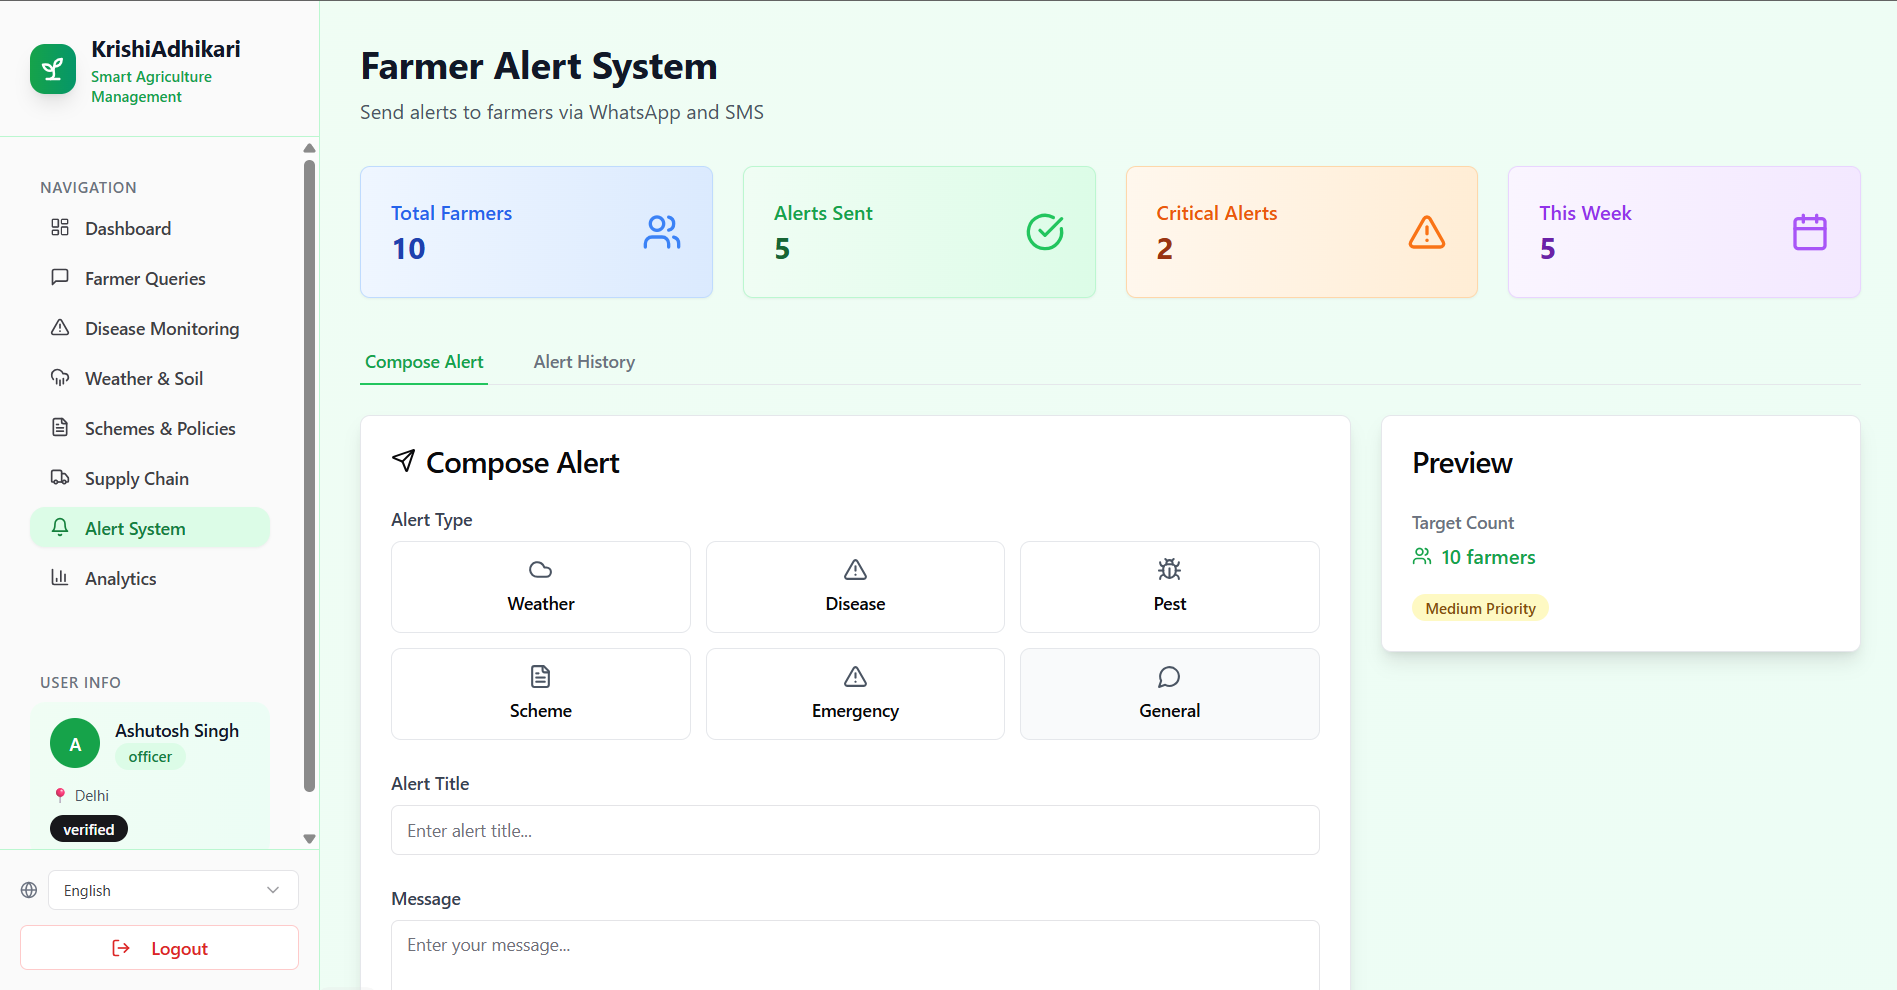 KrishiAdhikari
Smart Agriculture
Management
NAVIGATION
Dashboard
Farmer Queries
Disease Monitoring
Weather & Soil
Schemes & Policies
Supply Chain
Alert System
Analytics
USER INFO
A
Ashutosh Singh
officer
Delhi
verified
English
Logout
Farmer Alert System
Send alerts to farmers via WhatsApp and SMS
Total Farmers
10
Alerts Sent
5
Critical Alerts
2
This Week
5
Compose Alert
Alert History
Compose Alert
Alert Type
Weather
Disease
Pest
Scheme
Emergency
General
Alert Title
Enter alert title...
Message
Enter your message...
Preview
Target Count
10 farmers
Medium Priority